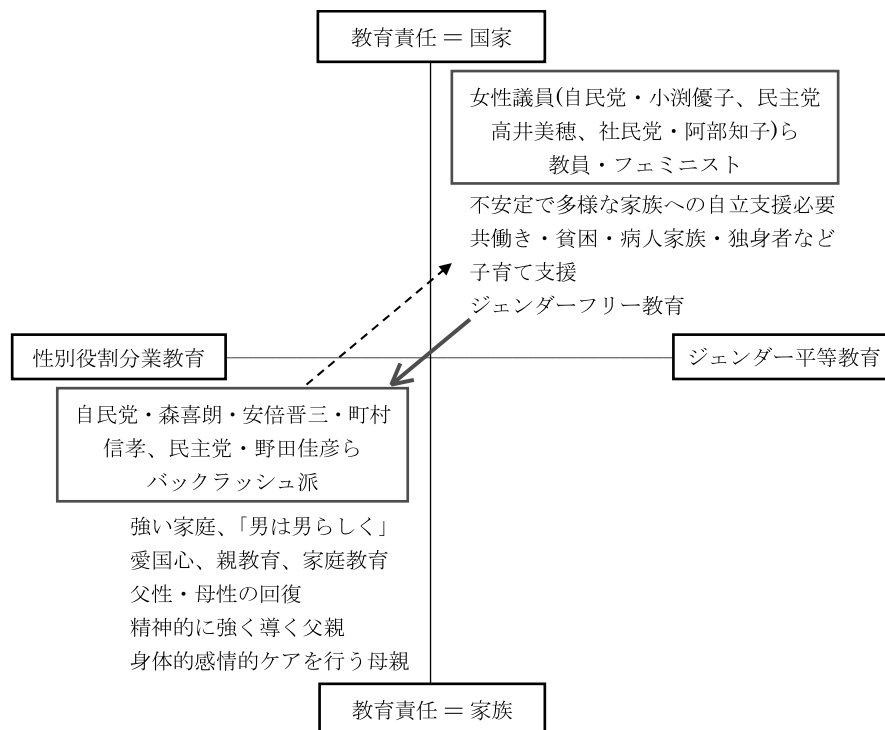 教育責任＝国家
女性議員(自民党・小渕優子、民主党
高井美穂、社民党・阿部知子)ら
教員・フェミニスト
不安定で多様な家族への自立支援必要
共働き・貧困・病人家族・独身者など
子育て支援
ジェンダーフリー教育
性別役割分業教育
ジェンダー平等教育
自民党・森喜朗・安倍晋三・町村
信孝、民主党・野田佳彦ら
バックラッシュ派
強い家庭、「男は男らしく」
愛国心、親教育、家庭教育
父性・母性の回復
精神的に強く導く父親
身体的感情的ケアを行う母親
教育責任＝家族